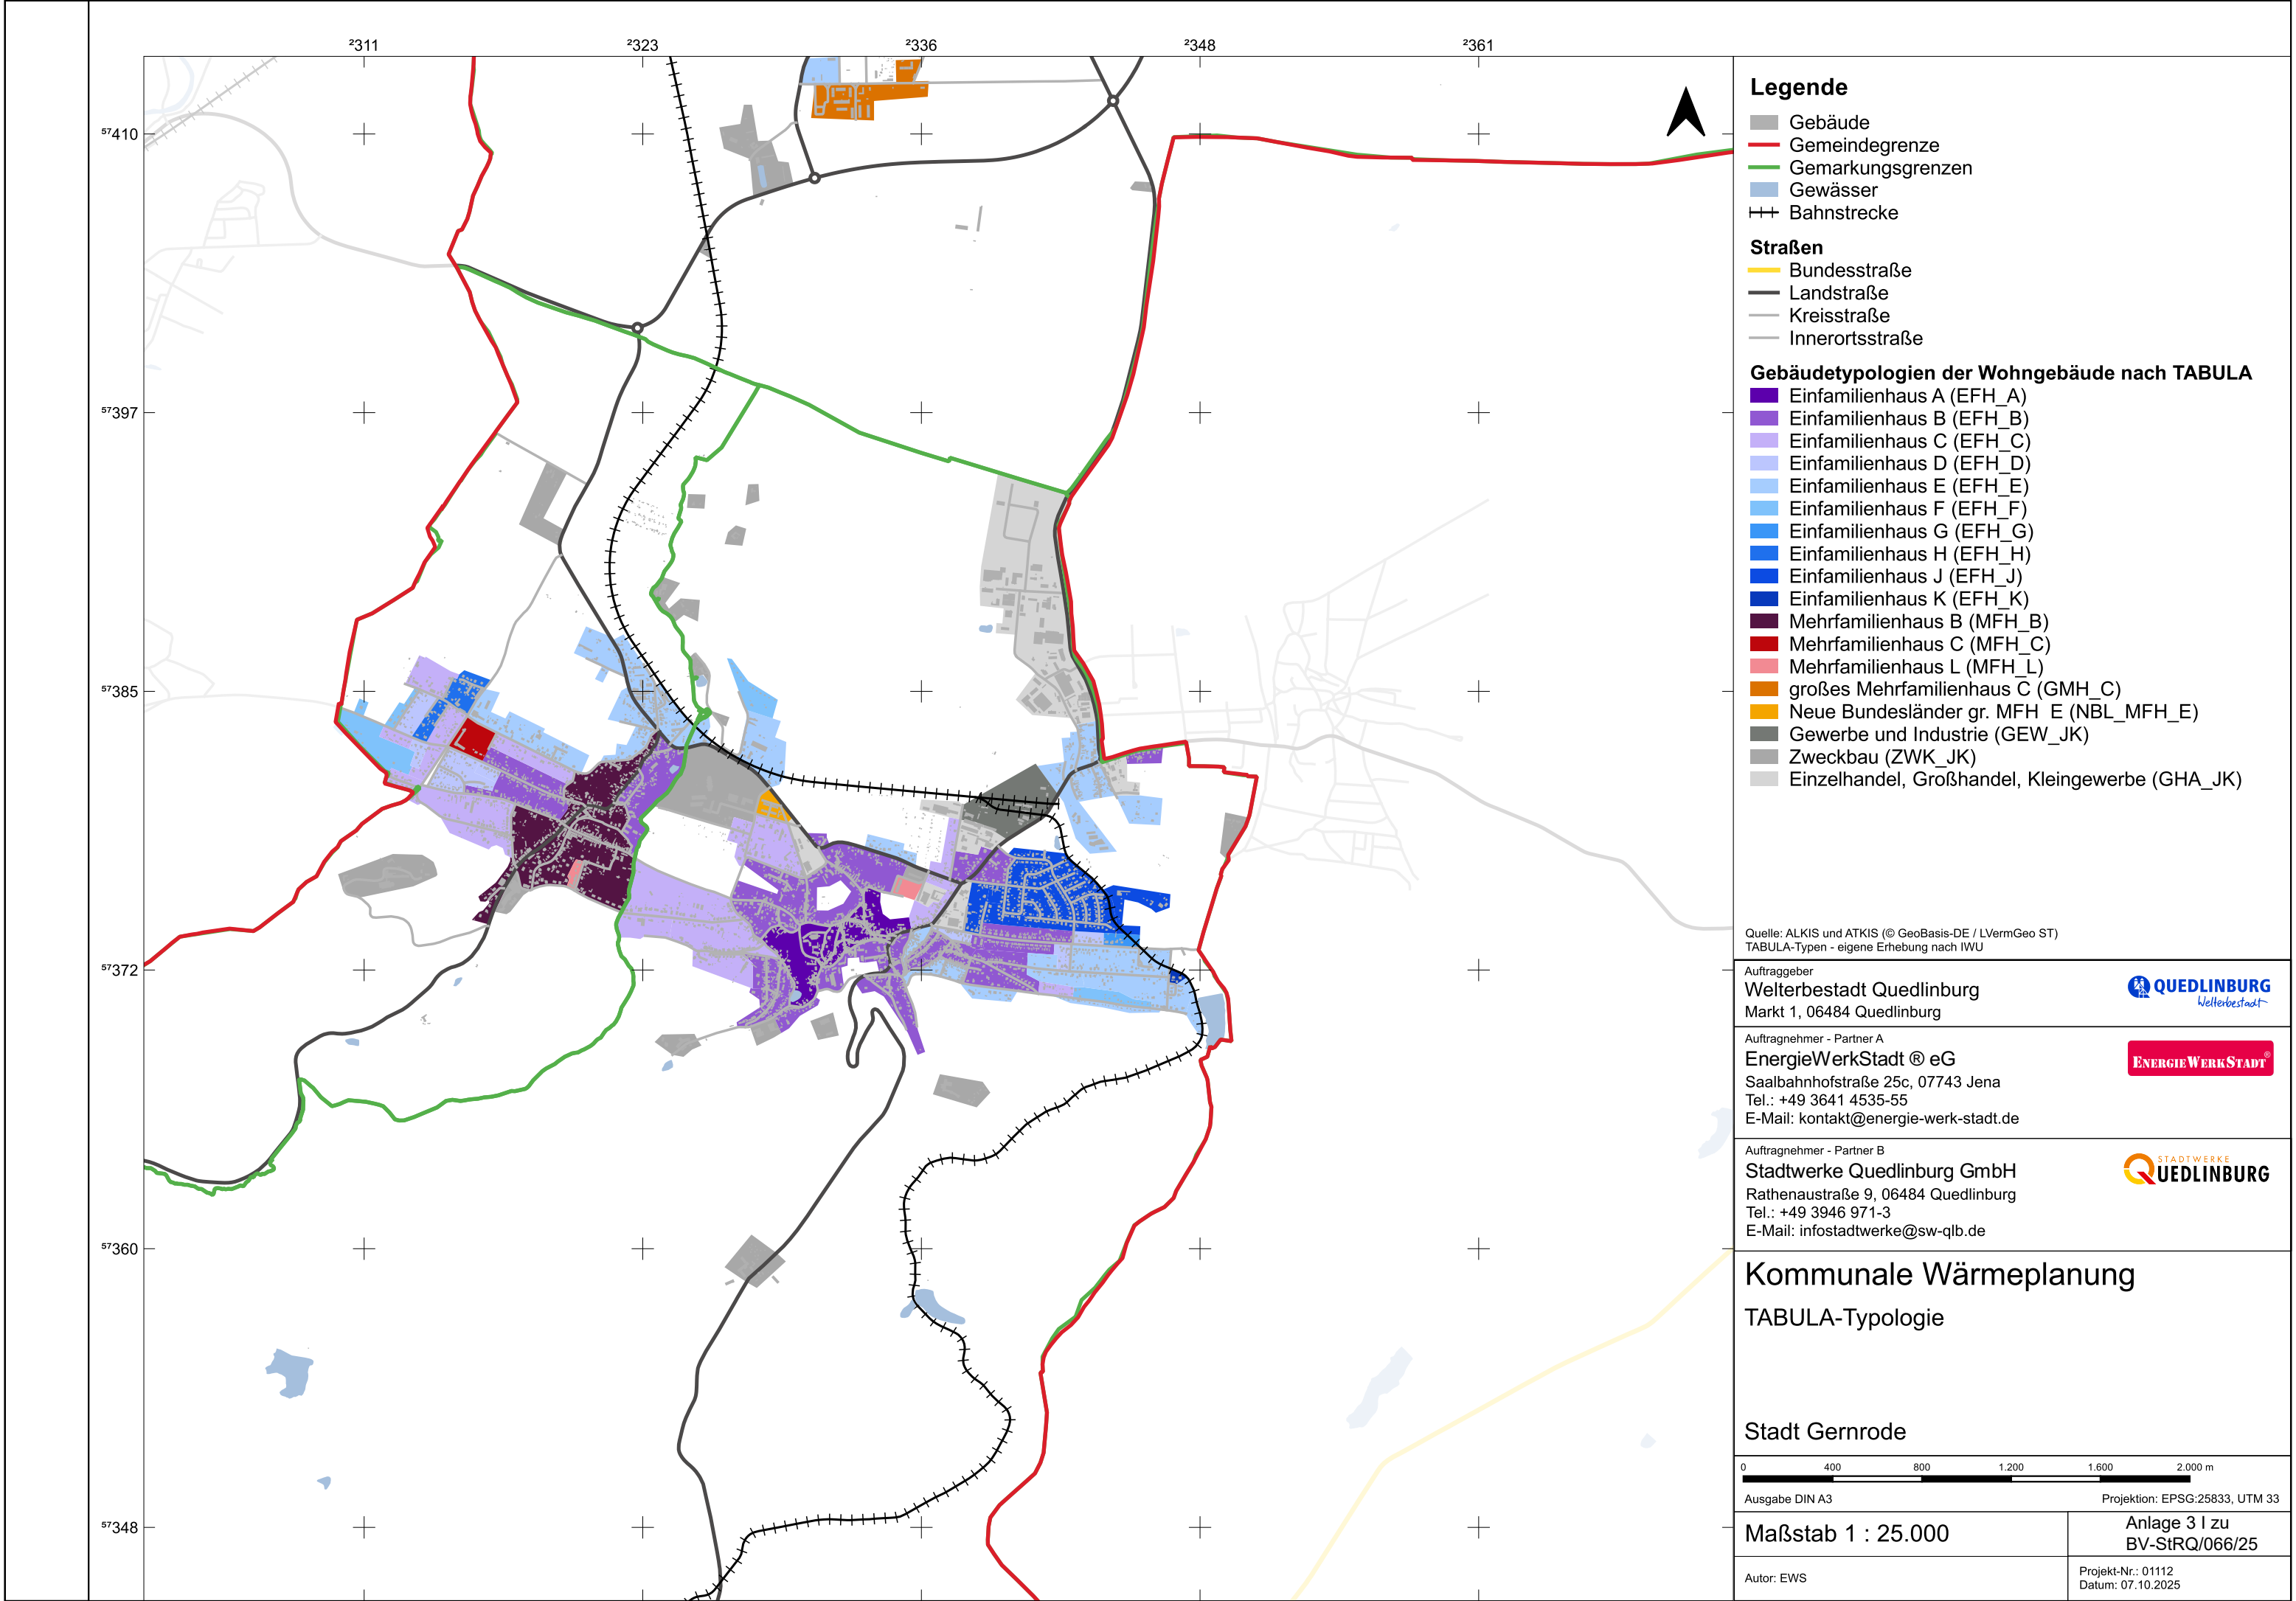 ²311 ²323 ²336 ²348 ²361
⁵⁷410
⁵⁷397
⁵⁷385
⁵⁷372
⁵⁷360
⁵⁷348
Legende
Gebäude
Gemeindegrenze
Gemarkungsgrenzen
Gewässer
Bahnstrecke
Straßen
Bundesstraße
Landstraße
Kreisstraße
Innerortsstraße
Gebäudetypologien der Wohngebäude nach TABULA
Einfamilienhaus A (EFH_A)
Einfamilienhaus B (EFH_B)
Einfamilienhaus C (EFH_C)
Einfamilienhaus D (EFH_D)
Einfamilienhaus E (EFH_E)
Einfamilienhaus F (EFH_F)
Einfamilienhaus G (EFH_G)
Einfamilienhaus H (EFH_H)
Einfamilienhaus J (EFH_J)
Einfamilienhaus K (EFH_K)
Mehrfamilienhaus B (MFH_B)
Mehrfamilienhaus C (MFH_C)
Mehrfamilienhaus L (MFH_L)
großes Mehrfamilienhaus C (GMH_C)
Neue Bundesländer gr. MFH E (NBL_MFH_E)
Gewerbe und Industrie (GEW_JK)
Zweckbau (ZWK_JK)
Einzelhandel, Großhandel, Kleingewerbe (GHA_JK)
Quelle: ALKIS und ATKIS (© GeoBasis-DE / LVermGeo ST)
TABULA-Typen - eigene Erhebung nach IWU
Auftraggeber
Welterbestadt Quedlinburg
Markt 1, 06484 Quedlinburg
QUEDLINBURG
Welterbestadt
Auftragnehmer - Partner A
EnergieWerkStadt ® eG
Saalbahnhofstraße 25c, 07743 Jena
Tel.: +49 3641 4535-55
E-Mail: kontakt@energie-werk-stadt.de
ENERGIEWERKSTADT®
Auftragnehmer - Partner B
Stadtwerke Quedlinburg GmbH
Rathenaustraße 9, 06484 Quedlinburg
Tel.: +49 3946 971-3
E-Mail: infostadtwerke@sw-qlb.de
STADTWERKE
QUEDLINBURG
Kommunale Wärmeplanung
TABULA-Typologie
Stadt Gernrode
0 400 800 1.200 1.600 2.000 m
Ausgabe DIN A3 Projektion: EPSG:25833, UTM 33
Maßstab 1 : 25.000
Anlage 3 I zu
BV-StRQ/066/25
Autor: EWS
Projekt-Nr.: 01112
Datum: 07.10.2025